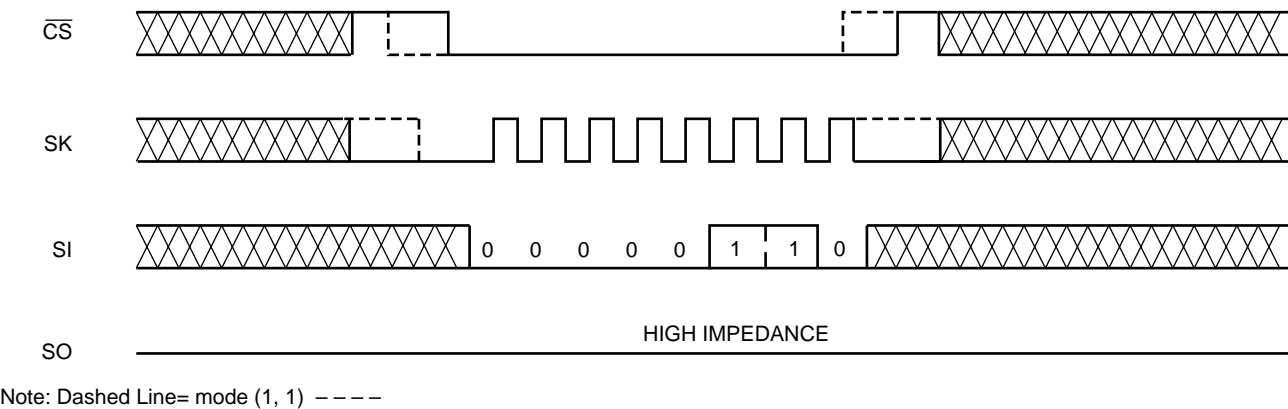 CS
SK
SI 0 0 0 0 0 1 1 0
HIGH IMPEDANCE
SO
Note: Dashed Line= mode (1, 1) – – – –